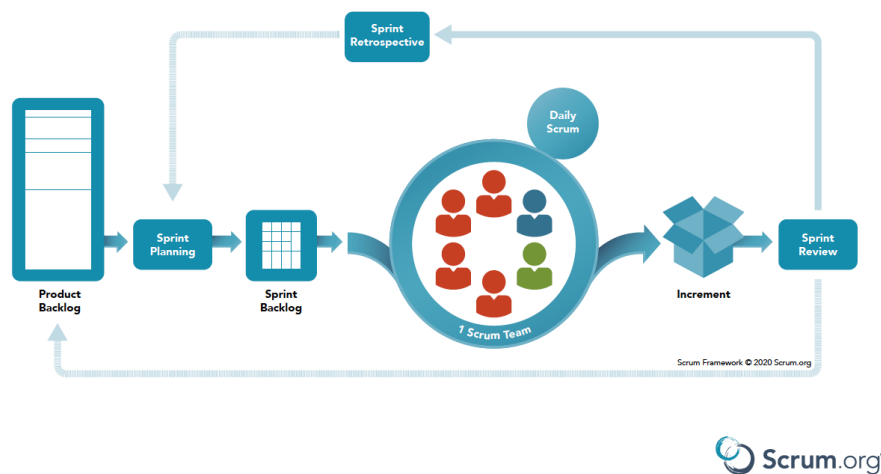 Sprint
Retrospective
Daily
Scrum
Sprint
Planning
Sprint
Review
Product
Backlog
Sprint
Backlog
Increment
1 Scrum Team
Scrum Framework © 2020 Scrum.org
Scrum.org